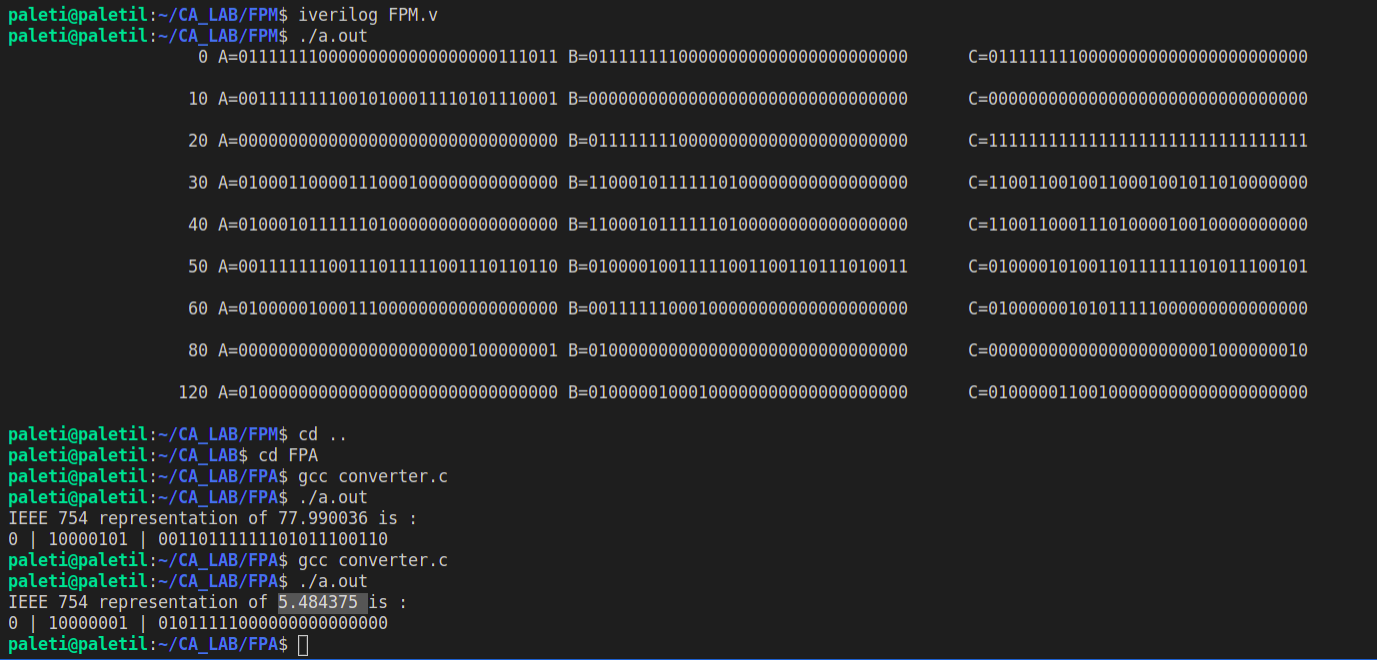 paleti@paletil:~/CA_LAB/FPM$ iverilog FPM.v
paleti@paletil:~/CA_LAB/FPM$ ./a.out
0 A=01111111100000000000000000111011 B=01111111100000000000000000000000 C=01111111100000000000000000000000
10 A=00111111110010100011110101110001 B=00000000000000000000000000000000 C=00000000000000000000000000000000
20 A=00000000000000000000000000000000 B=01111111100000000000000000000000 C=11111111111111111111111111111111
30 A=01000110000111000100000000000000 B=11000101111110100000000000000000 C=11001100100110001001011010000000
40 A=01000101111110100000000000000000 B=11000101111110100000000000000000 C=11001100011101000010010000000000
50 A=00111111100111011111001110110110 B=01000010011111001100110111010011 C=01000010100110111111101011100101
60 A=01000001000111000000000000000000 B=00111111000100000000000000000000 C=01000000101011111000000000000000
80 A=00000000000000000000000100000001 B=01000000000000000000000000000000 C=00000000000000000000001000000010
120 A=01000000000000000000000000000000 B=01000001000100000000000000000000 C=01000001100100000000000000000000
paleti@paletil:~/CA_LAB/FPM$ cd ..
paleti@paletil:~/CA_LAB$ cd FPA
paleti@paletil:~/CA_LAB/FPA$ gcc converter.c
paleti@paletil:~/CA_LAB/FPA$ ./a.out
IEEE 754 representation of 77.990036 is :
0 | 10000101 | 00110111111101011100110
paleti@paletil:~/CA_LAB/FPA$ gcc converter.c
paleti@paletil:~/CA_LAB/FPA$ ./a.out
IEEE 754 representation of 5.484375 is :
0 | 10000001 | 01011111000000000000000
paleti@paletil:~/CA_LAB/FPA$